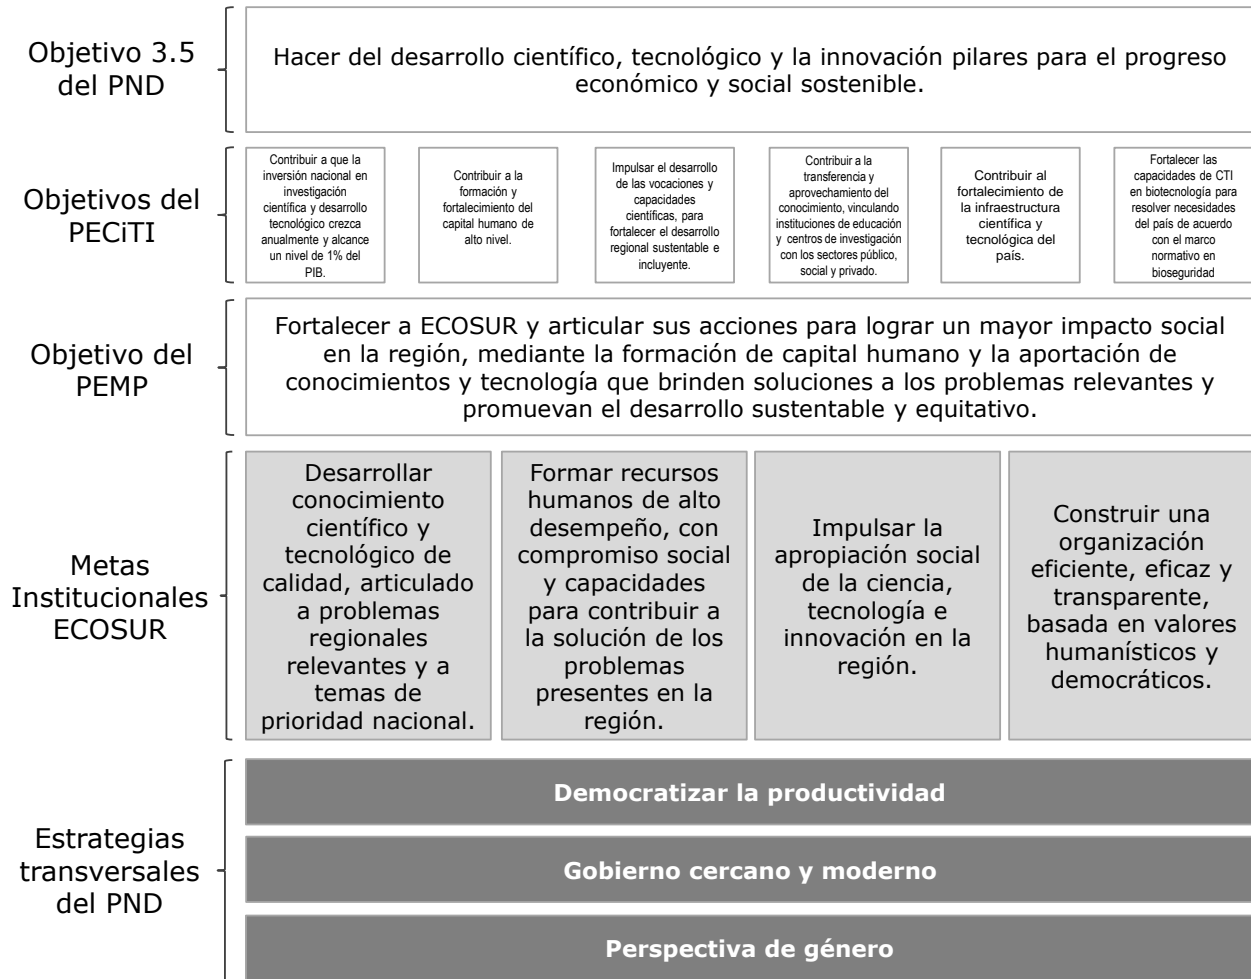 Objetivo 3.5
del PND
Hacer del desarrollo científico, tecnológico y la innovación pilares para el progreso
económico y social sostenible.
Objetivos del
PECiTI
Contribuir a que la
inversión nacional en
investigación
científica y desarrollo
tecnológico crezca
anualmente y alcance
un nivel de 1% del
PIB.
Contribuir a la
formación y
fortalecimiento del
capital humano de
alto nivel.
Impulsar el desarrollo
de las vocaciones y
capacidades
científicas, para
fortalecer el desarrollo
regional sustentable e
incluyente.
Contribuir a la
transferencia y
aprovechamiento del
conocimiento, vinculando
instituciones de educación
y centros de investigación
con los sectores público,
social y privado.
Contribuir al
fortalecimiento de
la infraestructura
científica y
tecnológica del
país.
Fortalecer las
capacidades de CTI
en biotecnología para
resolver necesidades
del país de acuerdo
con el marco
normativo en
bioseguridad
Objetivo del
PEMP
Fortalecer a ECOSUR y articular sus acciones para lograr un mayor impacto social
en la región, mediante la formación de capital humano y la aportación de
conocimientos y tecnología que brinden soluciones a los problemas relevantes y
promuevan el desarrollo sustentable y equitativo.
Metas
Institucionales
ECOSUR
Desarrollar
conocimiento
científico y
tecnológico de
calidad, articulado
a problemas
regionales
relevantes y a
temas de
prioridad nacional.
Formar recursos
humanos de alto
desempeño, con
compromiso social
y capacidades
para contribuir a
la solución de los
problemas
presentes en la
región.
Impulsar la
apropiación social
de la ciencia,
tecnología e
innovación en la
región.
Construir una
organización
eficiente, eficaz y
transparente,
basada en valores
humanísticos y
democráticos.
Estrategias
transversales
del PND
Democratizar la productividad
Gobierno cercano y moderno
Perspectiva de género